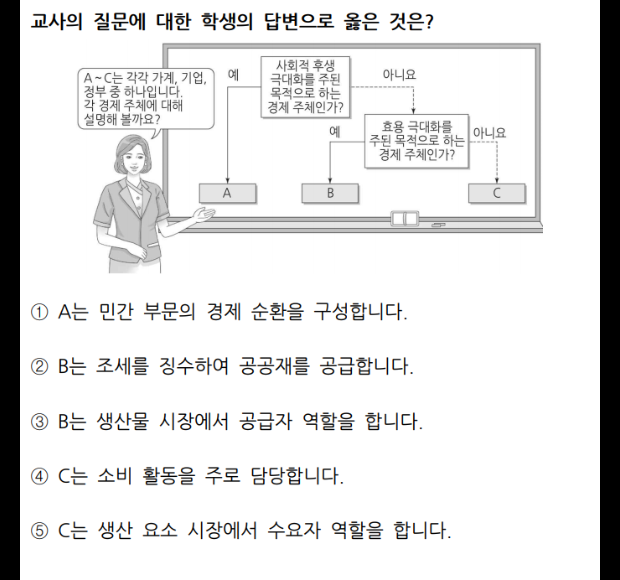 교사의 질문에 대한 학생의 답변으로 옳은 것은?
A~C는 각각 가계, 기업,
정부 중 하나입니다.
각 경제 주체에 대해
설명해 볼까요?
사회적 후생
극대화를 주된
목적으로 하는
경제 주체인가?
예
아니요
효용 극대화를
주된 목적으로 하는
경제 주체인가?
예
아니요
A
B
C
① A는 민간 부문의 경제 순환을 구성합니다.
② B는 조세를 징수하여 공공재를 공급합니다.
③ B는 생산물 시장에서 공급자 역할을 합니다.
④ C는 소비 활동을 주로 담당합니다.
⑤ C는 생산 요소 시장에서 수요자 역할을 합니다.